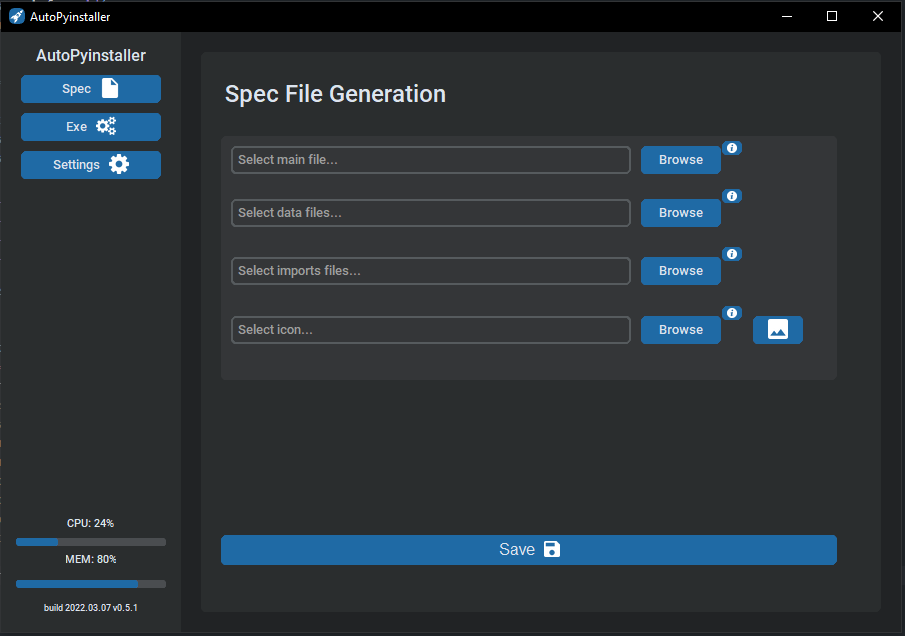 AutoPyinstaller
AutoPyinstaller
Spec
Exe
Settings
CPU: 24%
MEM: 80%
build 2022.03.07 v0.5.1
Spec File Generation
Select main file...
Browse
Select data files...
Browse
Select imports files...
Browse
Select icon...
Browse
Save